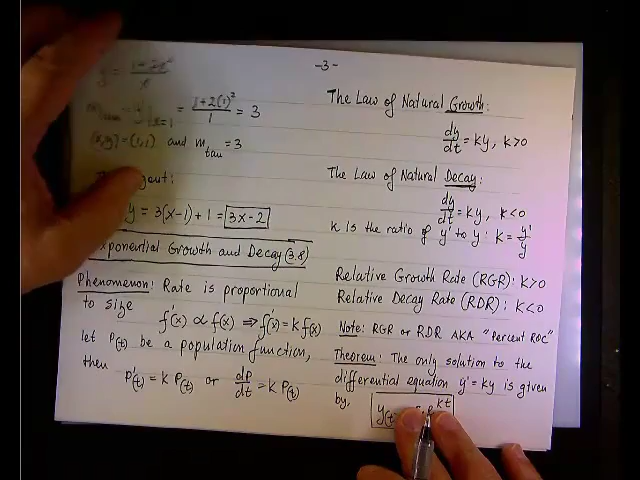 -3-
y' = 1+2x² / x
m_tan = y'|x=1 = 1+2(1)² / 1 = 3
(x,y) = (1,1) and m_tan = 3
y = 3(x-1)+1 = 3x-2
Exponential Growth and Decay (3.8)
Phenomenon: Rate is proportional
to size
f'(x) ∝ f(x) ⇒ f'(x) = k f(x)
let P(t) be a population function,
then
P'(t) = k P(t) or dP/dt = k P(t)
The Law of Natural Growth:
dy/dt = ky, k>0
The Law of Natural Decay:
dy/dt = ky, k<0
k is the ratio of y' to y : k = y'/y
Relative Growth Rate (RGR): k>0
Relative Decay Rate (RDR): k<0
Note: RGR or RDR AKA "Percent ROC"
Theorem: The only solution to the
differential equation y' = ky is given
by,